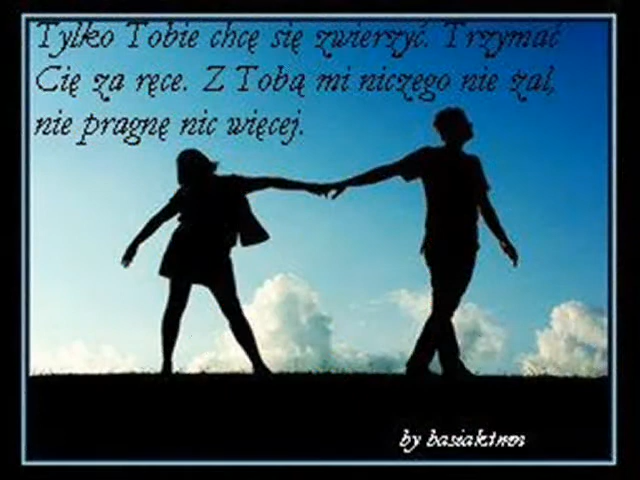 Tylko Tobie chcę się zwierzyć. Trzymać
Cię za ręce. Z Tobą mi niczego nie żal,
nie pragnę nic więcej.
by